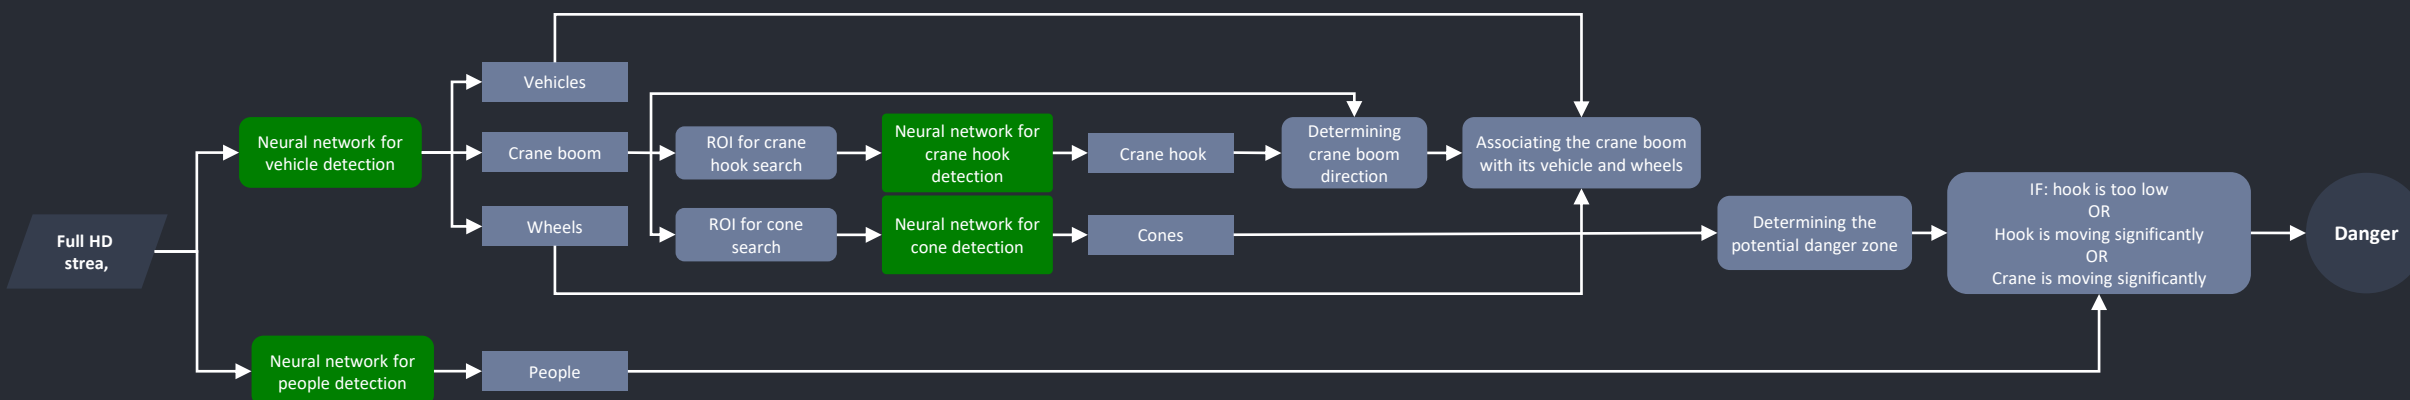 Full HD
strea,
Neural network for
vehicle detection
Neural network for
people detection
Vehicles
Crane boom
Wheels
People
ROI for crane
hook search
ROI for cone
search
Neural network for
crane hook
detection
Neural network for
cone detection
Crane hook
Cones
Determining
crane boom
direction
Associating the crane boom
with its vehicle and wheels
Determining the
potential danger zone
IF: hook is too low
OR
Hook is moving significantly
OR
Crane is moving significantly
Danger